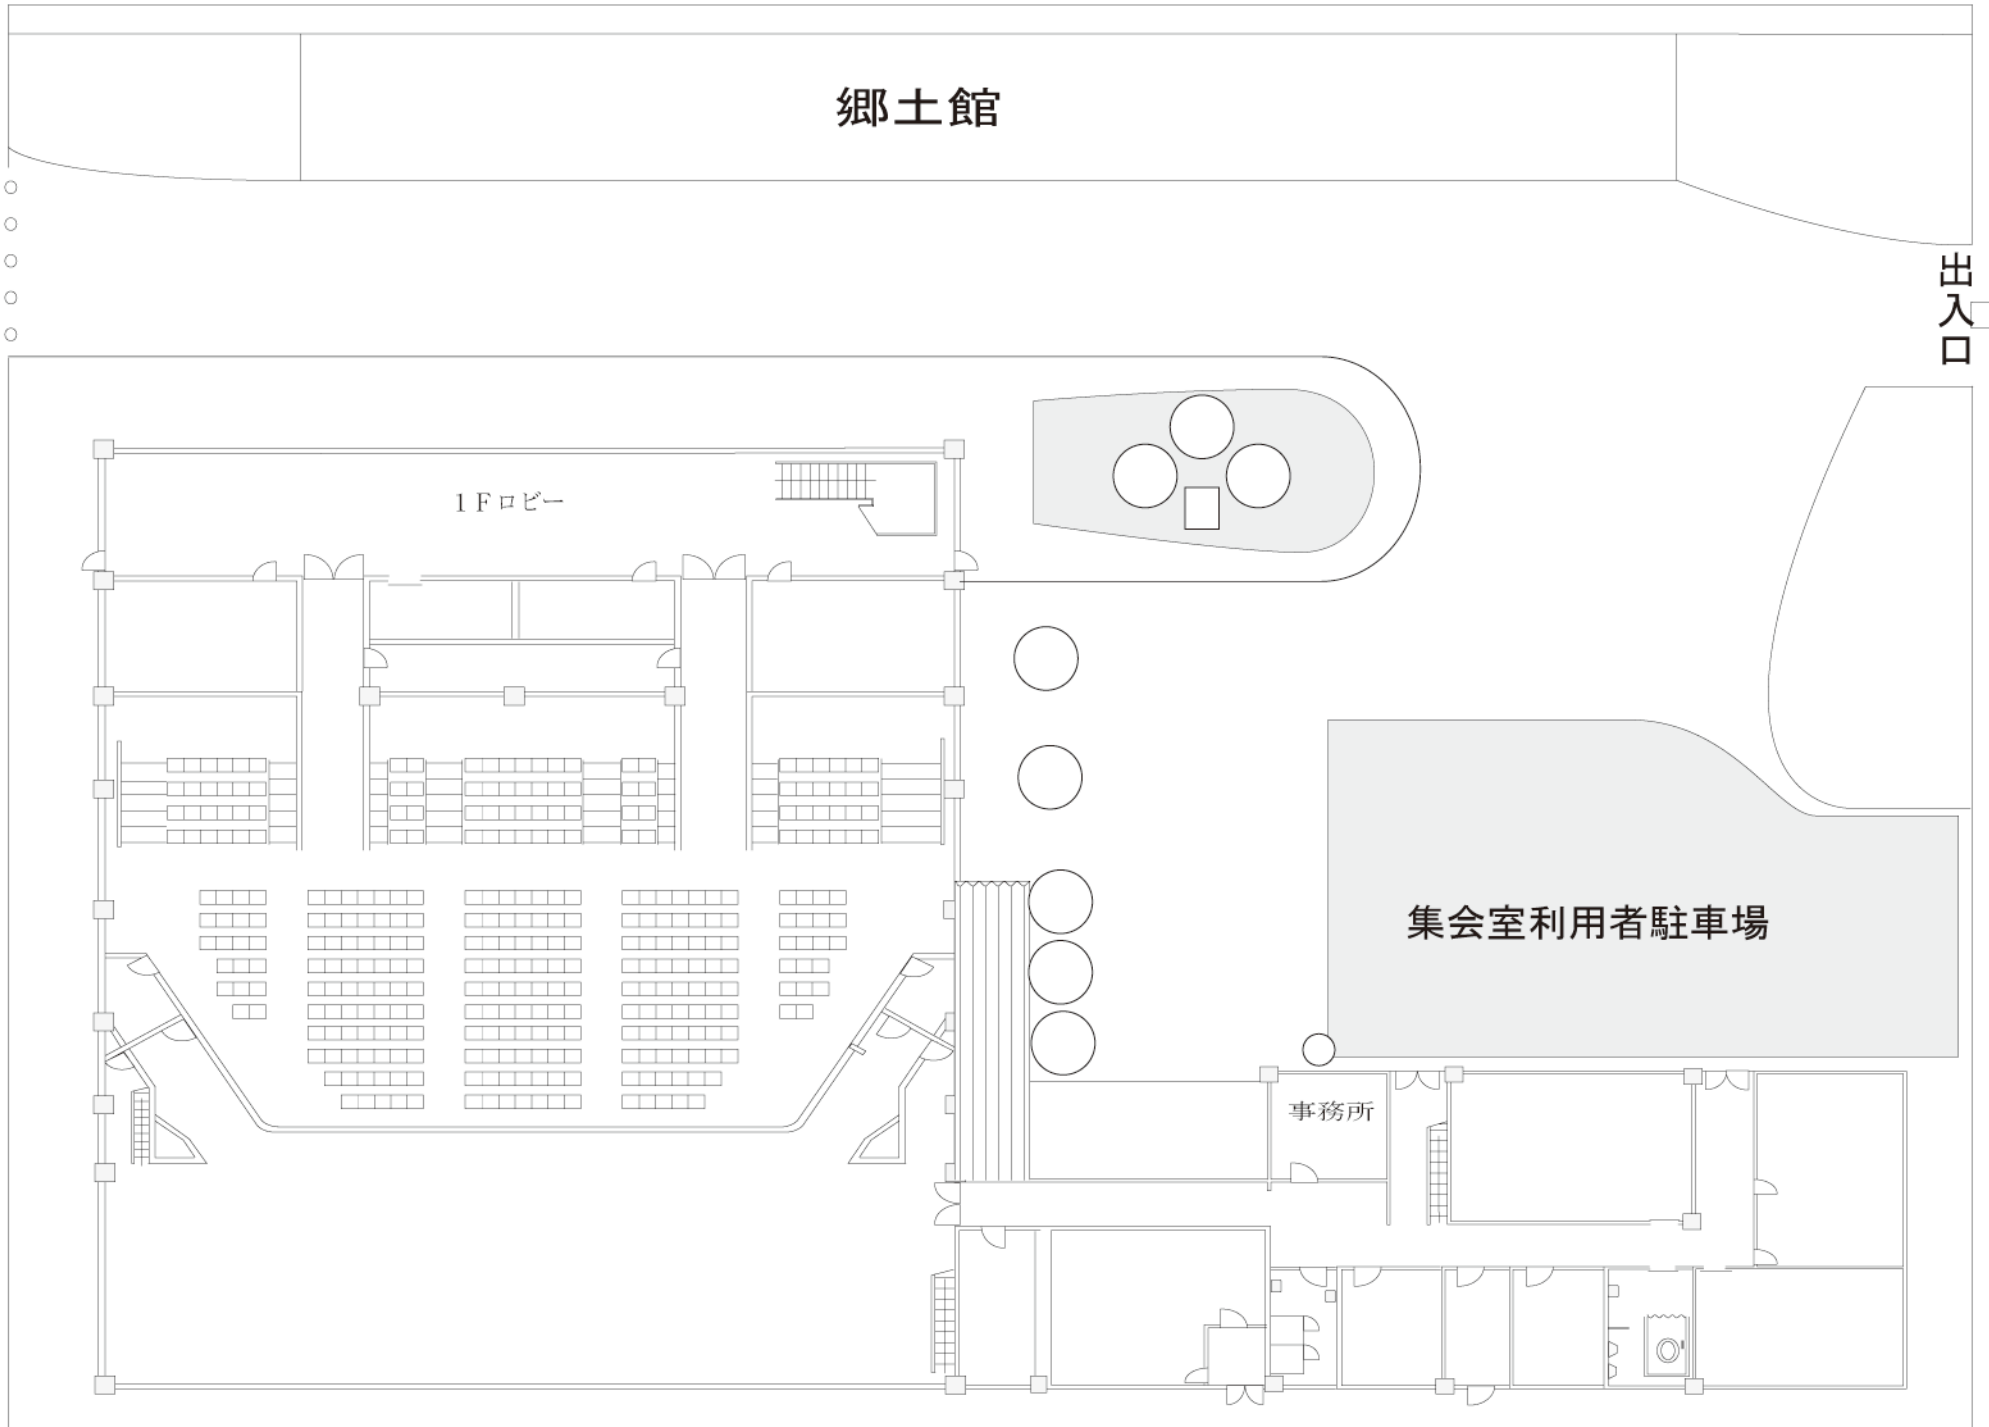 郷土館
出入口
1Fロビー
集会室利用者駐車場
事務所